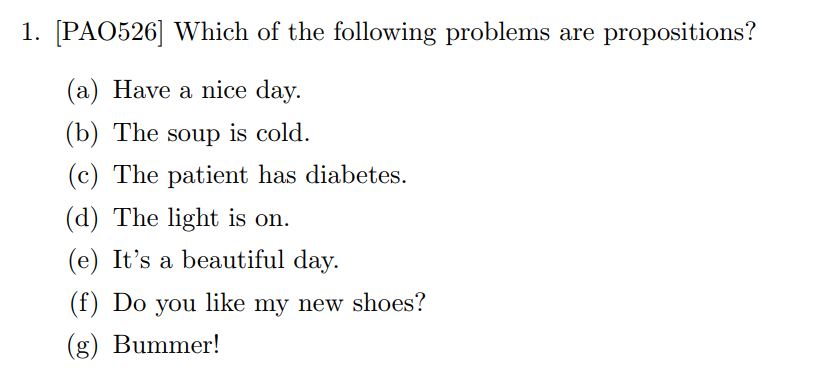 1. [PAO526] Which of the following problems are propositions?
(a) Have a nice day.
(b) The soup is cold.
(c) The patient has diabetes.
(d) The light is on.
(e) It's a beautiful day.
(f) Do you like my new shoes?
(g) Bummer!